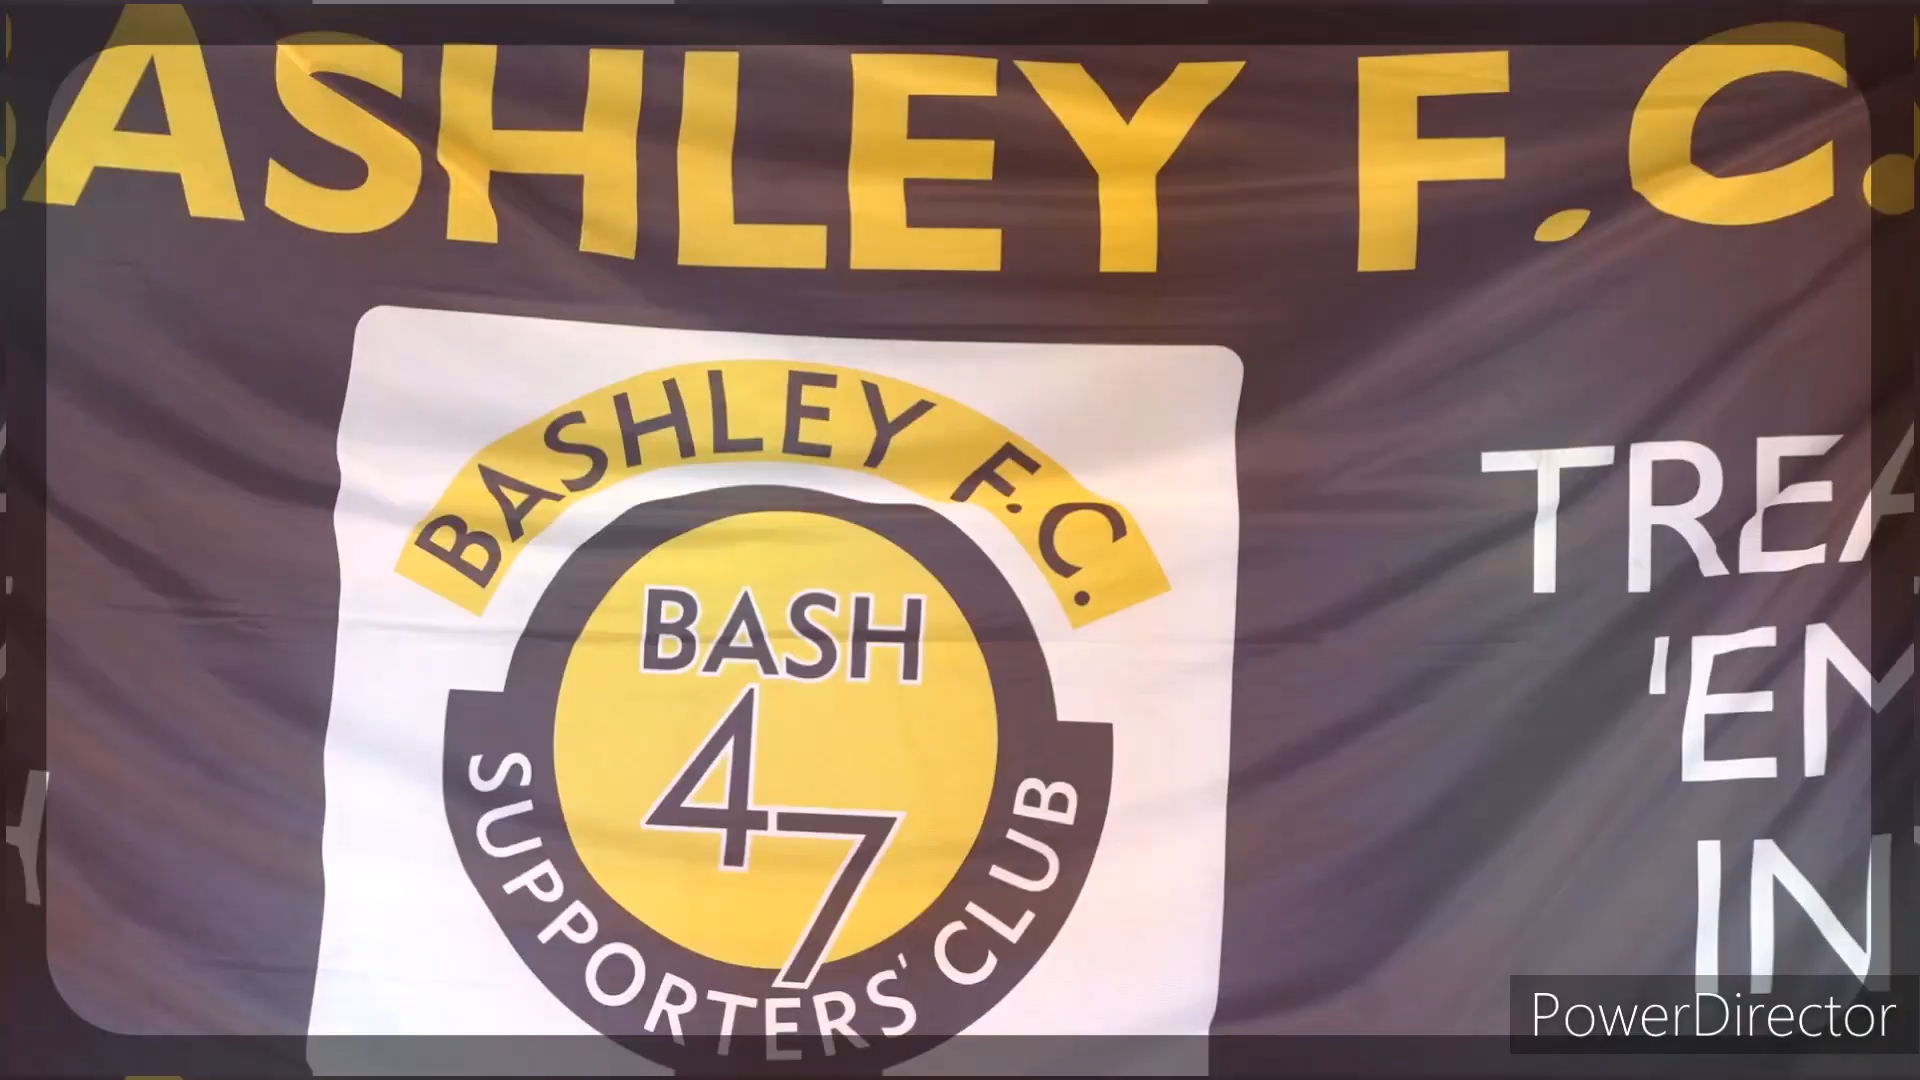 ASHLEY F.C.
BASHLEY F.C.
BASH
47
SUPPORTERS' CLUB
TREA
'EM
IN
PowerDirector